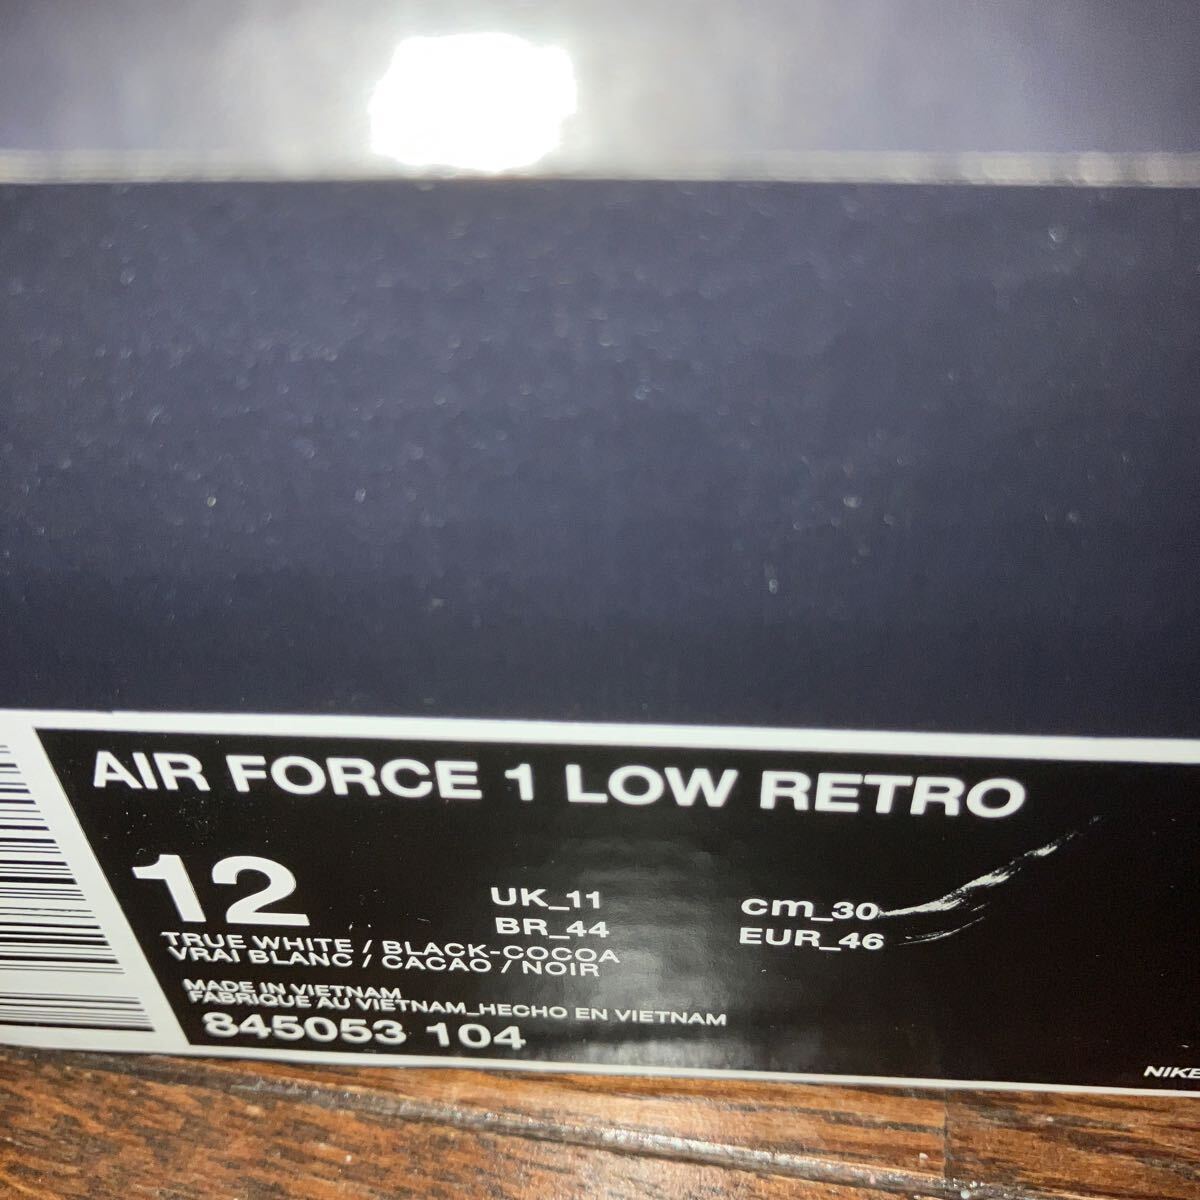 AIR FORCE 1 LOW RETRO
12
UK_11
cm_30
BR_44
EUR_46
TRUE WHITE / BLACK-COCOA
VRAI BLANC / CACAO / NOIR
MADE IN VIETNAM
FABRIQUE AU VIETNAM_HECHO EN VIETNAM
845053 104
NIKE